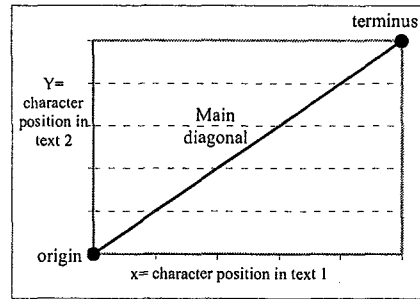 terminus
Y=
character
position in
text 2
Main
diagonal
origin
x= character position in text 1